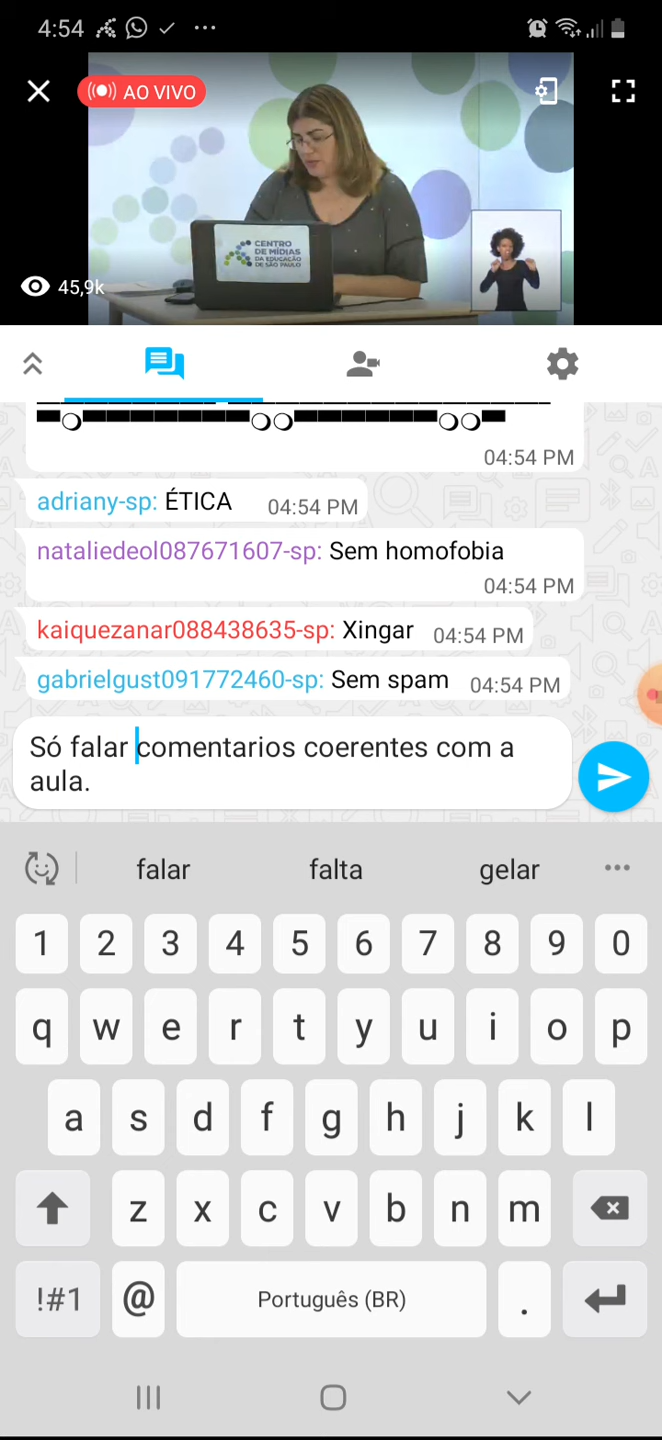 4:54
AO VIVO
CENTRO
DE MÍDIAS
DA EDUCAÇÃO
DE SÃO PAULO
45,9k
04:54 PM
adriany-sp: ÉTICA 04:54 PM
nataliedeol087671607-sp: Sem homofobia
04:54 PM
kaiquezanar088438635-sp: Xingar 04:54 PM
gabrielgust091772460-sp: Sem spam 04:54 PM
Só falar comentarios coerentes com a
aula.
falar falta gelar
1 2 3 4 5 6 7 8 9 0
q w e r t y u i o p
a s d f g h j k l
z x c v b n m
!#1 @ Português (BR) .